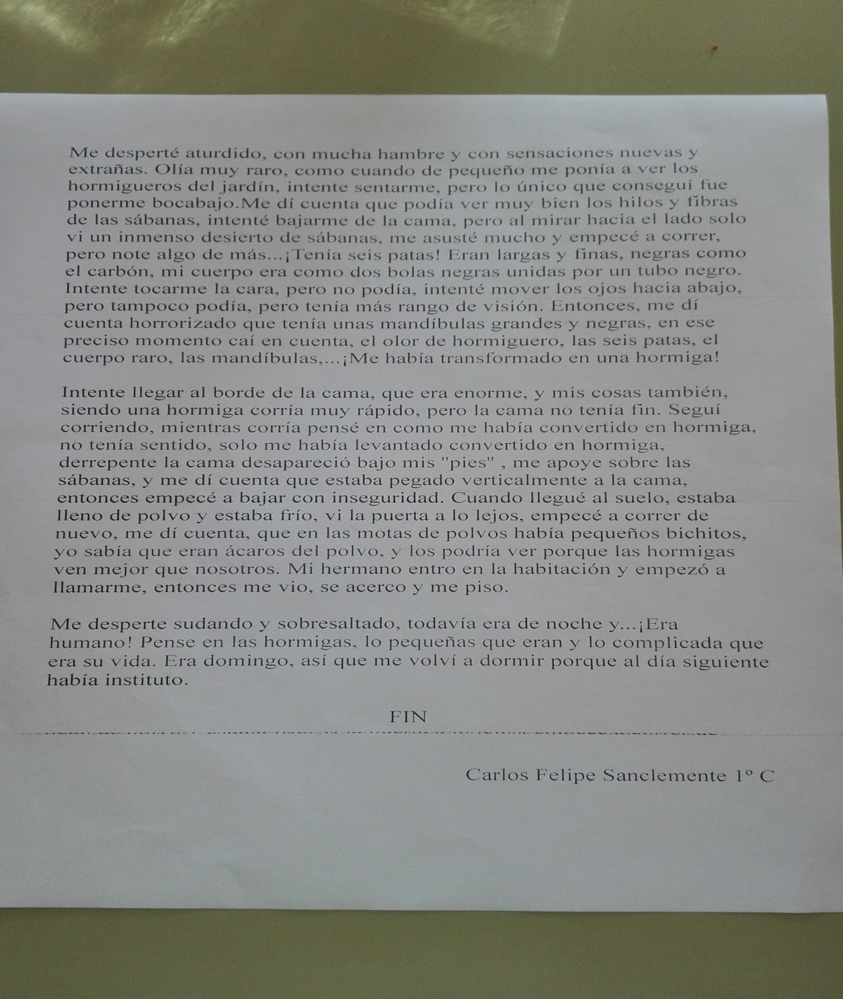 Me desperté aturdido, con mucha hambre y con sensaciones nuevas y
extrañas. Olía muy raro, como cuando de pequeño me ponía a ver los
hormigueros del jardín, intente sentarme, pero lo único que conseguí fue
ponerme bocabajo.Me dí cuenta que podía ver muy bien los hilos y fibras
de las sábanas, intenté bajarme de la cama, pero al mirar hacia el lado solo
vi un inmenso desierto de sábanas, me asusté mucho y empecé a correr,
pero note algo de más...¡Tenía seis patas! Eran largas y finas, negras como
el carbón, mi cuerpo era como dos bolas negras unidas por un tubo negro.
Intente tocarme la cara, pero no podía, intenté mover los ojos hacia abajo,
pero tampoco podía, pero tenía más rango de visión. Entonces, me dí
cuenta horrorizado que tenía unas mandíbulas grandes y negras, en ese
preciso momento caí en cuenta, el olor de hormiguero, las seis patas, el
cuerpo raro, las mandíbulas,...¡Me había transformado en una hormiga!
Intente llegar al borde de la cama, que era enorme, y mis cosas también,
siendo una hormiga corría muy rápido, pero la cama no tenía fin. Seguí
corriendo, mientras corría pensé en como me había convertido en hormiga,
no tenía sentido, solo me había levantado convertido en hormiga,
derrepente la cama desapareció bajo mis "pies" , me apoye sobre las
sábanas, y me dí cuenta que estaba pegado verticalmente a la cama,
entonces empecé a bajar con inseguridad. Cuando llegué al suelo, estaba
lleno de polvo y estaba frío, vi la puerta a lo lejos, empecé a correr de
nuevo, me dí cuenta, que en las motas de polvos había pequeños bichitos,
yo sabía que eran ácaros del polvo, y los podría ver porque las hormigas
ven mejor que nosotros. Mi hermano entro en la habitación y empezó a
llamarme, entonces me vio, se acerco y me piso.
Me desperte sudando y sobresaltado, todavía era de noche y...¡Era
humano! Pense en las hormigas, lo pequeñas que eran y lo complicada que
era su vida. Era domingo, así que me volví a dormir porque al día siguiente
había instituto.
FIN
Carlos Felipe Sanclemente 1º C